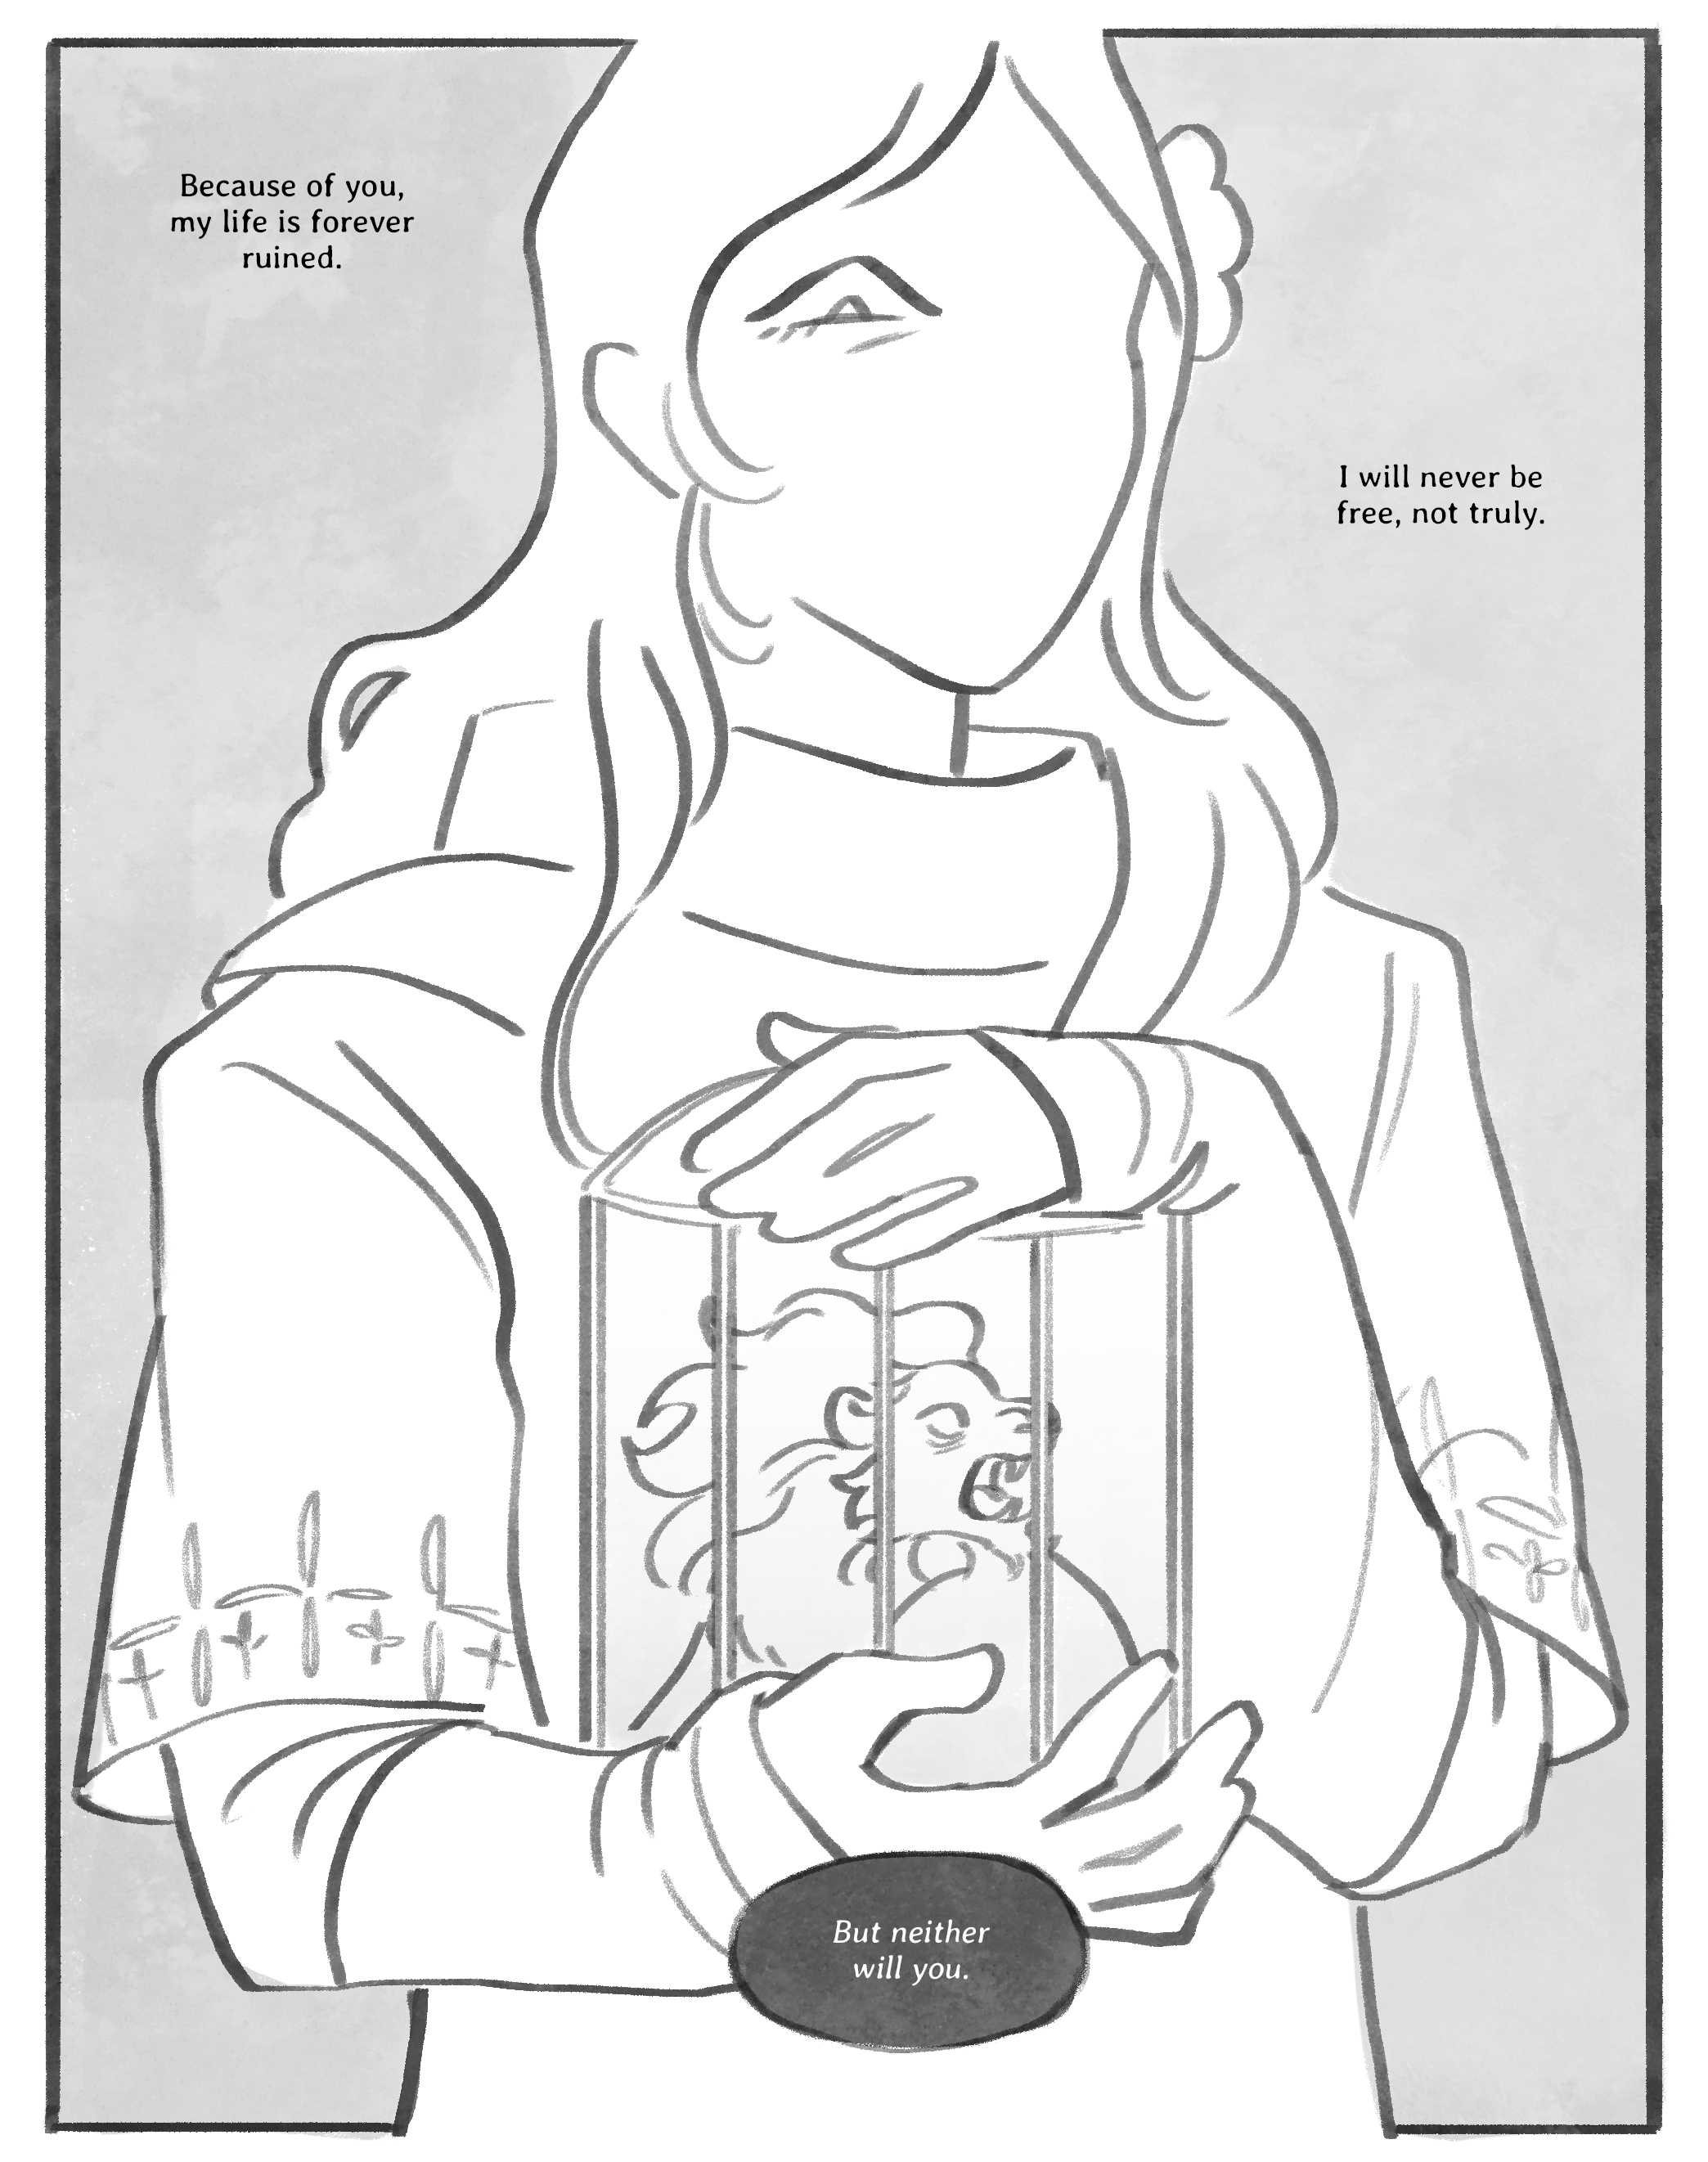 Because of you,
my life is forever
ruined.
I will never be
free, not truly.
But neither
will you.